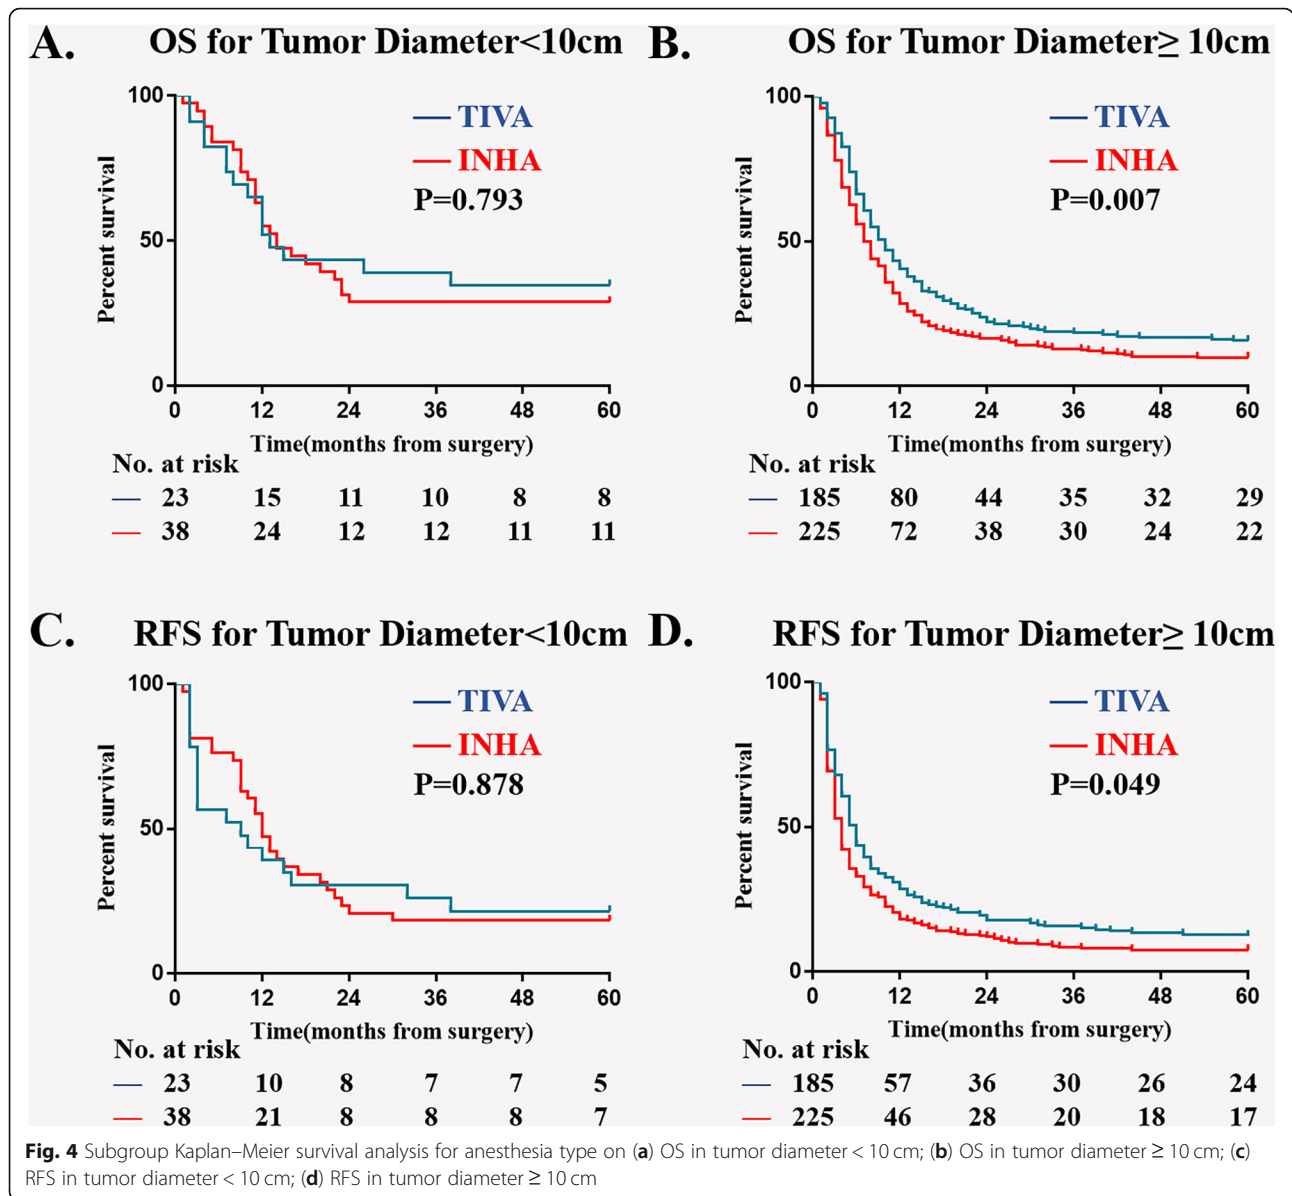 A. OS for Tumor Diameter<10cm
100
50
0
Percent survival
TIVA
INHA
P=0.793
0 12 24 36 48 60
Time(months from surgery)
No. at risk
23 15 11 10 8 8
38 24 12 12 11 11
B. OS for Tumor Diameter≥ 10cm
100
50
0
Percent survival
TIVA
INHA
P=0.007
0 12 24 36 48 60
Time(months from surgery)
No. at risk
185 80 44 35 32 29
225 72 38 30 24 22
C. RFS for Tumor Diameter<10cm
100
50
0
Percent survival
TIVA
INHA
P=0.878
0 12 24 36 48 60
Time(months from surgery)
No. at risk
23 10 8 7 7 5
38 21 8 8 8 7
D. RFS for Tumor Diameter≥ 10cm
100
50
0
Percent survival
TIVA
INHA
P=0.049
0 12 24 36 48 60
Time(months from surgery)
No. at risk
185 57 36 30 26 24
225 46 28 20 18 17
Fig. 4 Subgroup Kaplan–Meier survival analysis for anesthesia type on (a) OS in tumor diameter < 10 cm; (b) OS in tumor diameter ≥ 10 cm; (c)
RFS in tumor diameter < 10 cm; (d) RFS in tumor diameter ≥ 10 cm